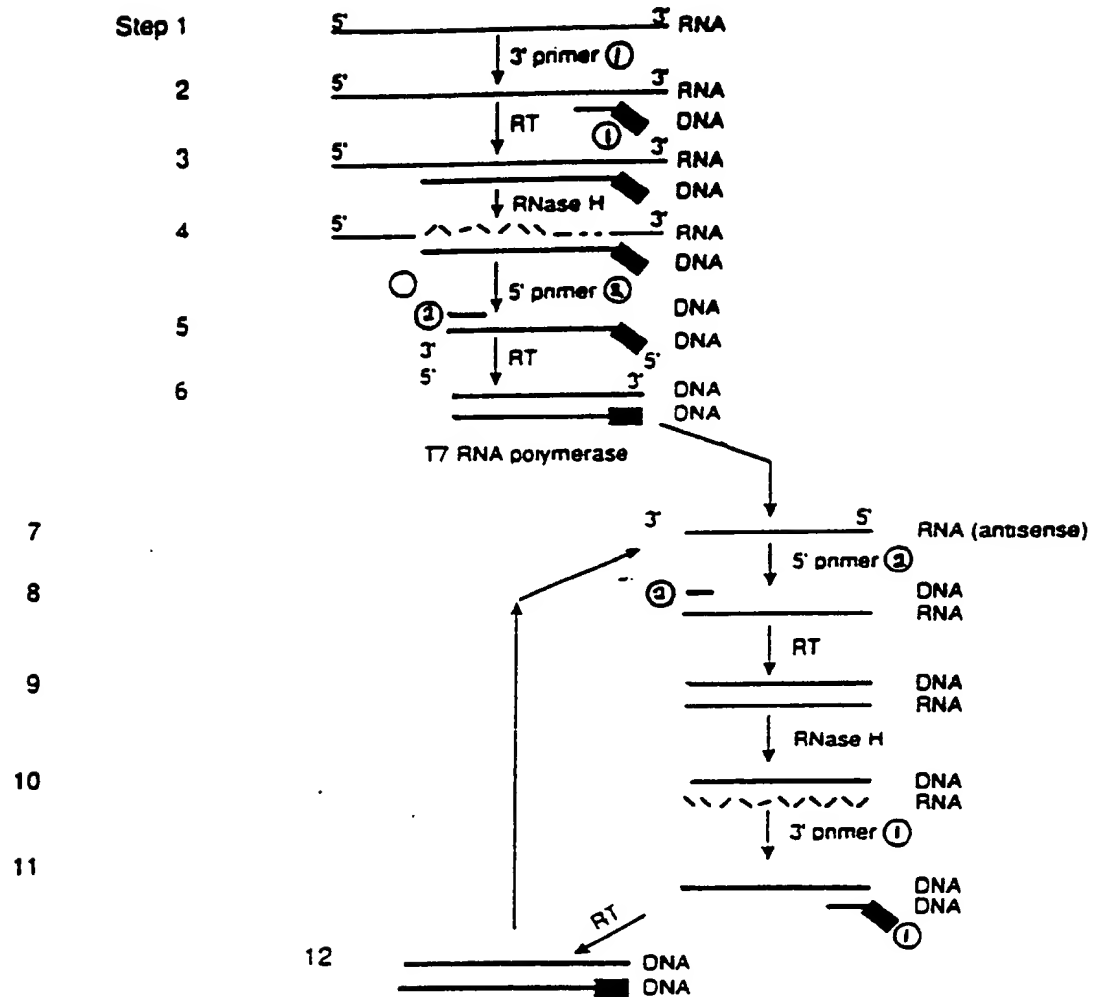 Step 1 5' 3' RNA
3' primer ①
2 5' 3' RNA
RT DNA
①
3 5' 3' RNA
DNA
RNase H
4 5' 3' RNA
DNA
5' primer ②
DNA
5 ② DNA
3' RT 5'
6 5' 3' DNA
DNA
T7 RNA polymerase
7 3' 5' RNA (antisense)
5' primer ②
8 ② DNA
RNA
RT
9 DNA
RNA
RNase H
10 DNA
RNA
3' primer ①
11
DNA
DNA
RT ①
12 DNA
DNA